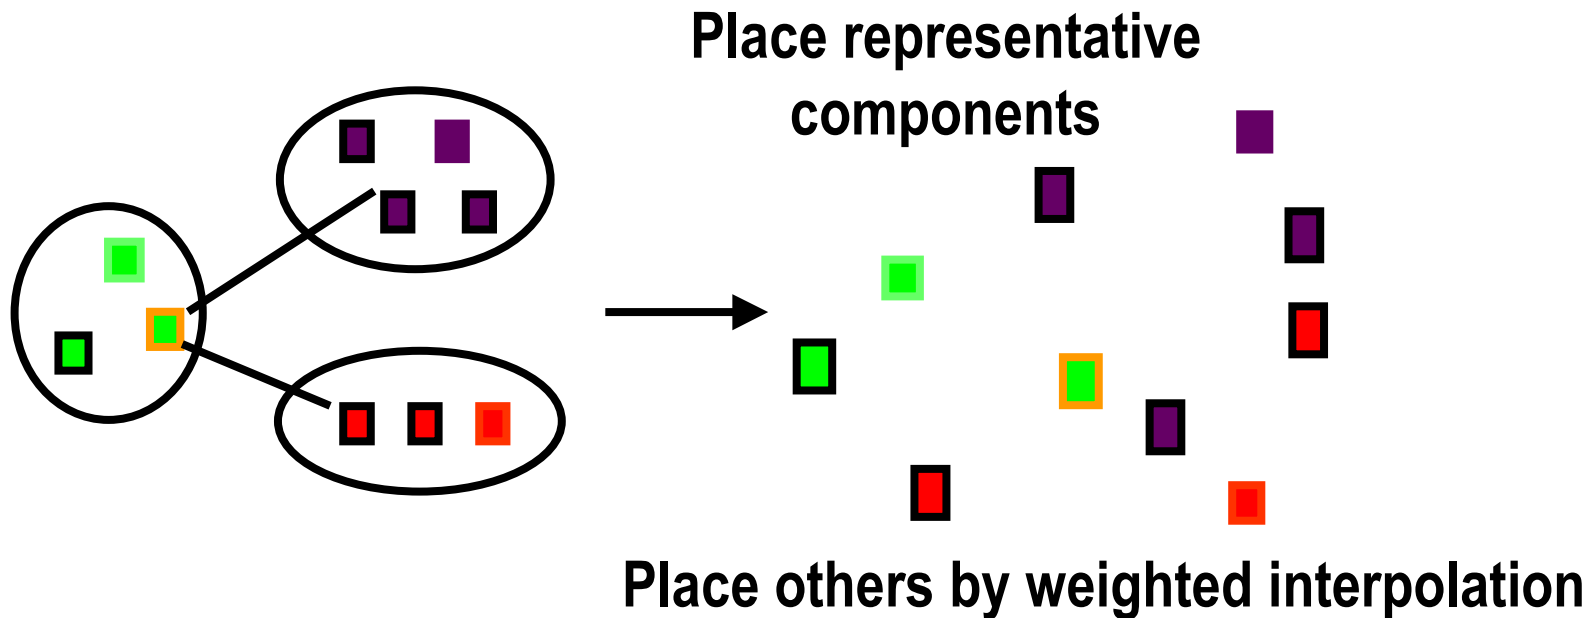 Place representative
components
Place others by weighted interpolation